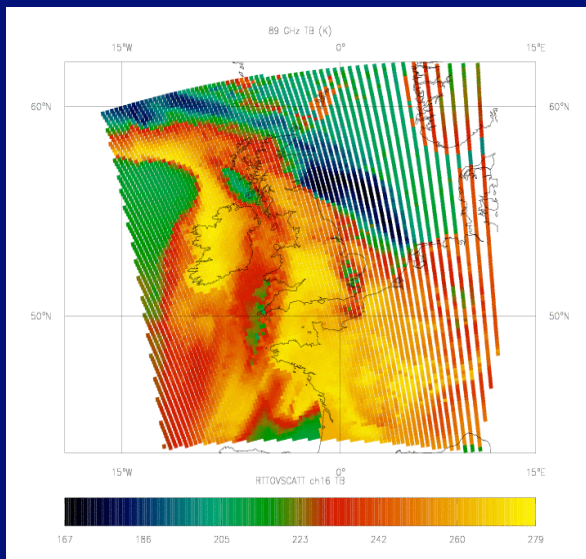 89 GHz TB (K)
15°W 0° 15°E
60°N 60°N
50°N 50°N
15°W 0° 15°E
RTTOVSCATT ch16 TB
167 186 205 225 242 260 279